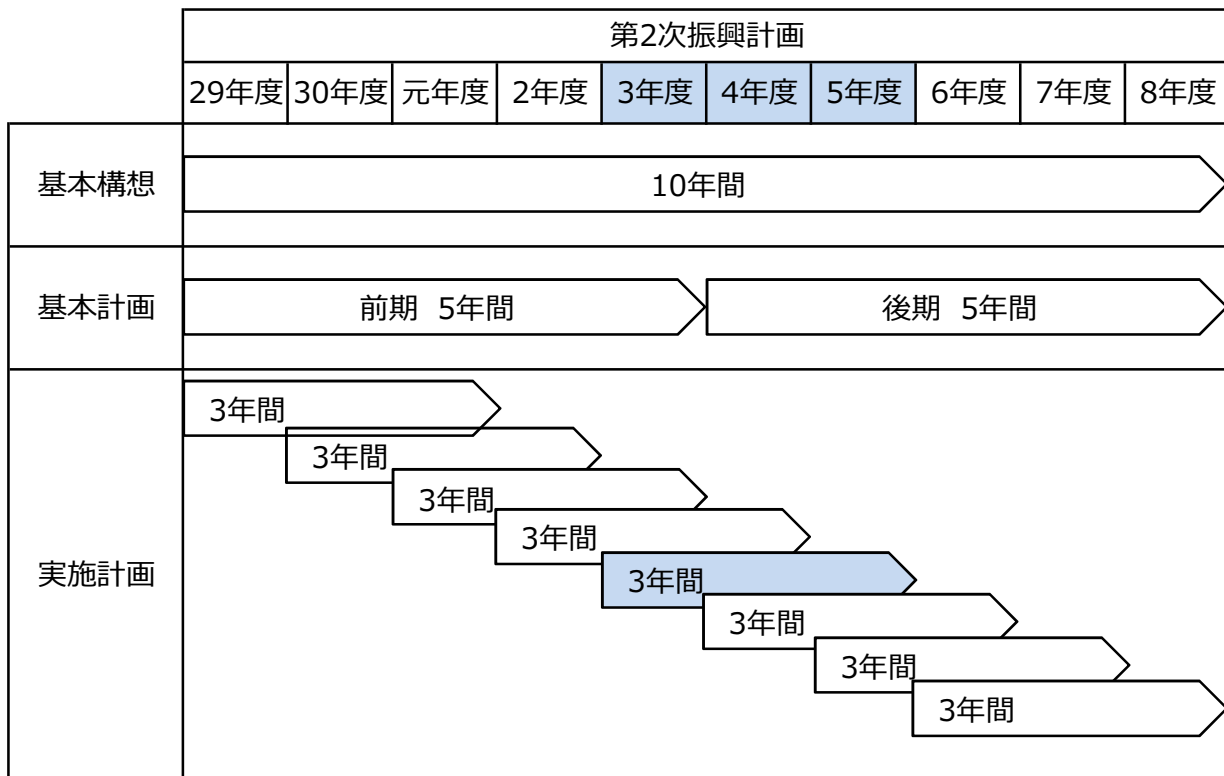 第2次振興計画
29年度 30年度 元年度 2年度 3年度 4年度 5年度 6年度 7年度 8年度
基本構想
10年間
基本計画
前期 5年間 後期 5年間
実施計画
3年間
3年間
3年間
3年間
3年間
3年間
3年間
3年間